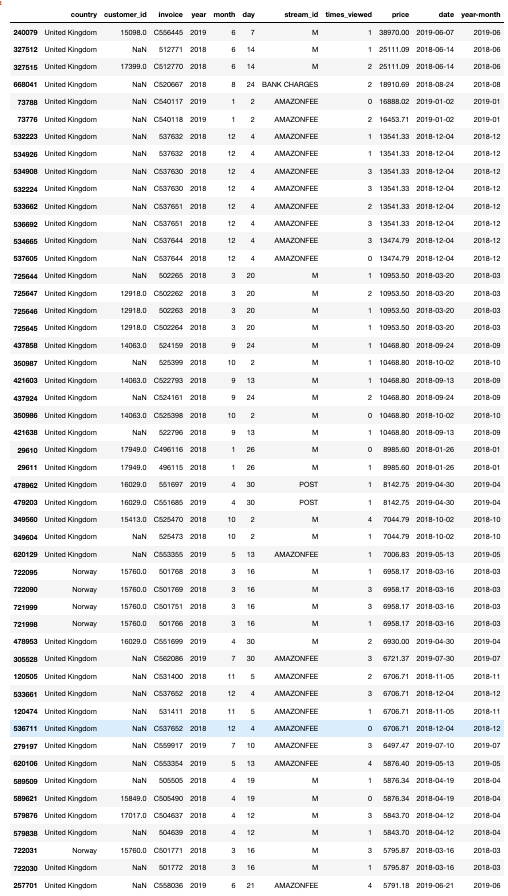 country customer_id invoice year month day stream_id times_viewed price date year-month
240079 United Kingdom 15098.0 C556445 2019 6 7 M 1 38970.00 2019-06-07 2019-06
327512 United Kingdom NaN 512771 2018 6 14 M 1 25111.09 2018-06-14 2018-06
327515 United Kingdom 17399.0 C512770 2018 6 14 M 2 25111.09 2018-06-14 2018-06
668041 United Kingdom NaN C520667 2018 8 24 BANK CHARGES 2 18910.69 2018-08-24 2018-08
73788 United Kingdom NaN C540117 2019 1 2 AMAZONFEE 0 16888.02 2019-01-02 2019-01
73776 United Kingdom NaN C540118 2019 1 2 AMAZONFEE 2 16453.71 2019-01-02 2019-01
532223 United Kingdom NaN 537632 2018 12 4 AMAZONFEE 1 13541.33 2018-12-04 2018-12
534926 United Kingdom NaN 537632 2018 12 4 AMAZONFEE 1 13541.33 2018-12-04 2018-12
534908 United Kingdom NaN C537630 2018 12 4 AMAZONFEE 3 13541.33 2018-12-04 2018-12
532224 United Kingdom NaN C537630 2018 12 4 AMAZONFEE 3 13541.33 2018-12-04 2018-12
533662 United Kingdom NaN C537651 2018 12 4 AMAZONFEE 2 13541.33 2018-12-04 2018-12
536692 United Kingdom NaN C537651 2018 12 4 AMAZONFEE 3 13541.33 2018-12-04 2018-12
534665 United Kingdom NaN C537644 2018 12 4 AMAZONFEE 3 13474.79 2018-12-04 2018-12
537605 United Kingdom NaN C537644 2018 12 4 AMAZONFEE 0 13474.79 2018-12-04 2018-12
725644 United Kingdom NaN 502265 2018 3 20 M 1 10953.50 2018-03-20 2018-03
725647 United Kingdom 12918.0 C502262 2018 3 20 M 2 10953.50 2018-03-20 2018-03
725646 United Kingdom 12918.0 502263 2018 3 20 M 1 10953.50 2018-03-20 2018-03
725645 United Kingdom 12918.0 C502264 2018 3 20 M 1 10953.50 2018-03-20 2018-03
437858 United Kingdom 14063.0 524159 2018 9 24 M 1 10468.80 2018-09-24 2018-09
350987 United Kingdom NaN 525399 2018 10 2 M 1 10468.80 2018-10-02 2018-10
421603 United Kingdom 14063.0 C522793 2018 9 13 M 1 10468.80 2018-09-13 2018-09
437924 United Kingdom NaN C524161 2018 9 24 M 2 10468.80 2018-09-24 2018-09
350986 United Kingdom 14063.0 C525398 2018 10 2 M 0 10468.80 2018-10-02 2018-10
421638 United Kingdom NaN 522796 2018 9 13 M 1 10468.80 2018-09-13 2018-09
29610 United Kingdom 17949.0 C496116 2018 1 26 M 0 8985.60 2018-01-26 2018-01
29611 United Kingdom 17949.0 496115 2018 1 26 M 1 8985.60 2018-01-26 2018-01
478962 United Kingdom 16029.0 551697 2019 4 30 POST 1 8142.75 2019-04-30 2019-04
479203 United Kingdom 16029.0 C551685 2019 4 30 POST 1 8142.75 2019-04-30 2019-04
349560 United Kingdom 15413.0 C525470 2018 10 2 M 4 7044.79 2018-10-02 2018-10
349604 United Kingdom NaN 525473 2018 10 2 M 1 7044.79 2018-10-02 2018-10
620129 United Kingdom NaN C553355 2019 5 13 AMAZONFEE 1 7006.83 2019-05-13 2019-05
722095 Norway 15760.0 501768 2018 3 16 M 1 6958.17 2018-03-16 2018-03
722090 Norway 15760.0 C501769 2018 3 16 M 3 6958.17 2018-03-16 2018-03
721999 Norway 15760.0 C501751 2018 3 16 M 3 6958.17 2018-03-16 2018-03
721998 Norway 15760.0 501766 2018 3 16 M 1 6958.17 2018-03-16 2018-03
478953 United Kingdom 16029.0 C551699 2019 4 30 M 2 6930.00 2019-04-30 2019-04
305528 United Kingdom NaN C562086 2019 7 30 AMAZONFEE 3 6721.37 2019-07-30 2019-07
120505 United Kingdom NaN C531400 2018 11 5 AMAZONFEE 2 6706.71 2018-11-05 2018-11
533661 United Kingdom NaN C537652 2018 12 4 AMAZONFEE 3 6706.71 2018-12-04 2018-12
120474 United Kingdom NaN 531411 2018 11 5 AMAZONFEE 1 6706.71 2018-11-05 2018-11
536711 United Kingdom NaN C537652 2018 12 4 AMAZONFEE 0 6706.71 2018-12-04 2018-12
279197 United Kingdom NaN C559917 2019 7 10 AMAZONFEE 3 6497.47 2019-07-10 2019-07
620106 United Kingdom NaN C553354 2019 5 13 AMAZONFEE 4 5876.40 2019-05-13 2019-05
589509 United Kingdom NaN 505505 2018 4 19 M 1 5876.34 2018-04-19 2018-04
589621 United Kingdom 15849.0 C505490 2018 4 19 M 0 5876.34 2018-04-19 2018-04
579876 United Kingdom 17017.0 C504637 2018 4 12 M 3 5843.70 2018-04-12 2018-04
579838 United Kingdom NaN 504639 2018 4 12 M 1 5843.70 2018-04-12 2018-04
722031 Norway 15760.0 C501771 2018 3 16 M 3 5795.87 2018-03-16 2018-03
722030 United Kingdom NaN 501772 2018 3 16 M 1 5795.87 2018-03-16 2018-03
257701 United Kingdom NaN C558036 2019 6 21 AMAZONFEE 4 5791.18 2019-06-21 2019-06